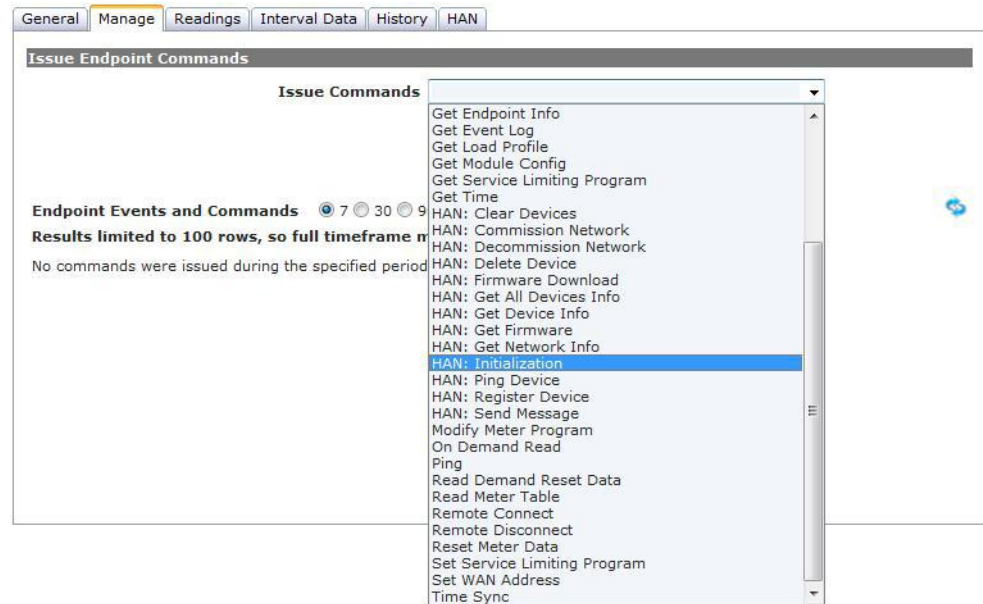 General Manage Readings Interval Data History HAN
Issue Endpoint Commands
Issue Commands
Get Endpoint Info
Get Event Log
Get Load Profile
Get Module Config
Get Service Limiting Program
Get Time
HAN: Clear Devices
HAN: Commission Network
HAN: Decommission Network
HAN: Delete Device
HAN: Firmware Download
HAN: Get All Devices Info
HAN: Get Device Info
HAN: Get Firmware
HAN: Get Network Info
HAN: Initialization
HAN: Ping Device
HAN: Register Device
HAN: Send Message
Modify Meter Program
On Demand Read
Ping
Read Demand Reset Data
Read Meter Table
Remote Connect
Remote Disconnect
Reset Meter Data
Set Service Limiting Program
Set WAN Address
Time Sync
Endpoint Events and Commands 7 30 9
Results limited to 100 rows, so full timeframe
No commands were issued during the specified period